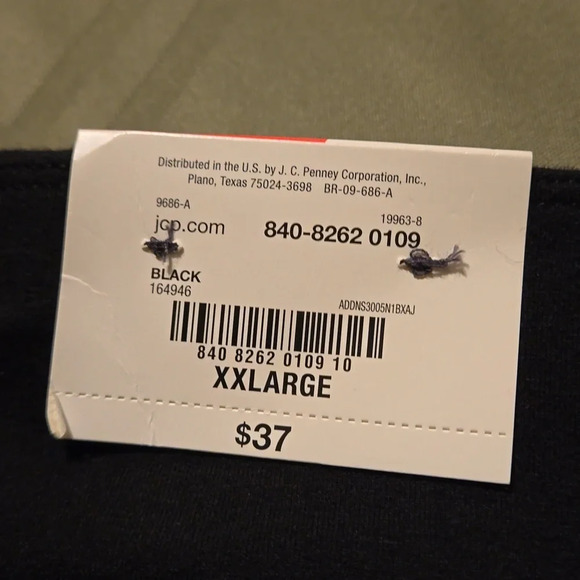 Distributed in the U.S. by J. C. Penney Corporation, Inc.,
Plano, Texas 75024-3698 BR-09-686-A
9686-A 19963-8
jcp.com 840-8262 0109
BLACK
164946 ADDNS3005N1BXAJ
840 8262 0109 10
XXLARGE
$37